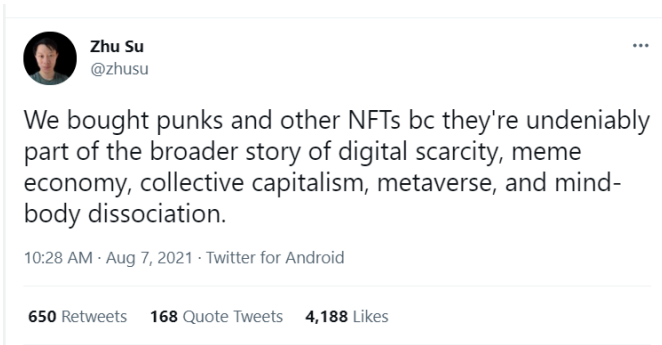 Zhu Su
@zhusu
We bought punks and other NFTs bc they're undeniably
part of the broader story of digital scarcity, meme
economy, collective capitalism, metaverse, and mind-
body dissociation.
10:28 AM · Aug 7, 2021 · Twitter for Android
650 Retweets 168 Quote Tweets 4,188 Likes